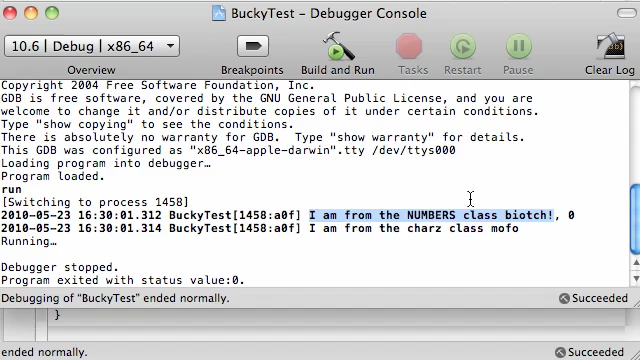 BuckyTest – Debugger Console
10.6 | Debug | x86_64
Overview
Breakpoints
Build and Run
Tasks
Restart
Pause
Clear Log
Copyright 2004 Free Software Foundation, Inc.
GDB is free software, covered by the GNU General Public License, and you are
welcome to change it and/or distribute copies of it under certain conditions.
Type "show copying" to see the conditions.
There is absolutely no warranty for GDB.  Type "show warranty" for details.
This GDB was configured as "x86_64-apple-darwin".tty /dev/ttys000
Loading program into debugger…
Program loaded.
run
[Switching to process 1458]
2010-05-23 16:30:01.312 BuckyTest[1458:a0f] I am from the NUMBERS class biotch!, 0
2010-05-23 16:30:01.314 BuckyTest[1458:a0f] I am from the charz class mofo
Running…
Debugger stopped.
Program exited with status value:0.
Debugging of “BuckyTest” ended normally.
Succeeded
}
ended normally.
Succeeded